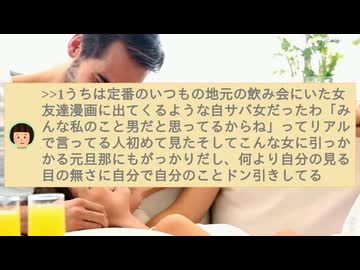 >>1うちは定番のいつもの地元の飲み会にいた女
友達漫画に出てくるような自サバ女だったわ「み
んな私のこと男だと思ってるからね」ってリアル
で言ってる人初めて見たそしてこんな女に引っか
かる元旦那にもがっかりだし、何より自分の見る
目の無さに自分で自分のことドン引きしてる